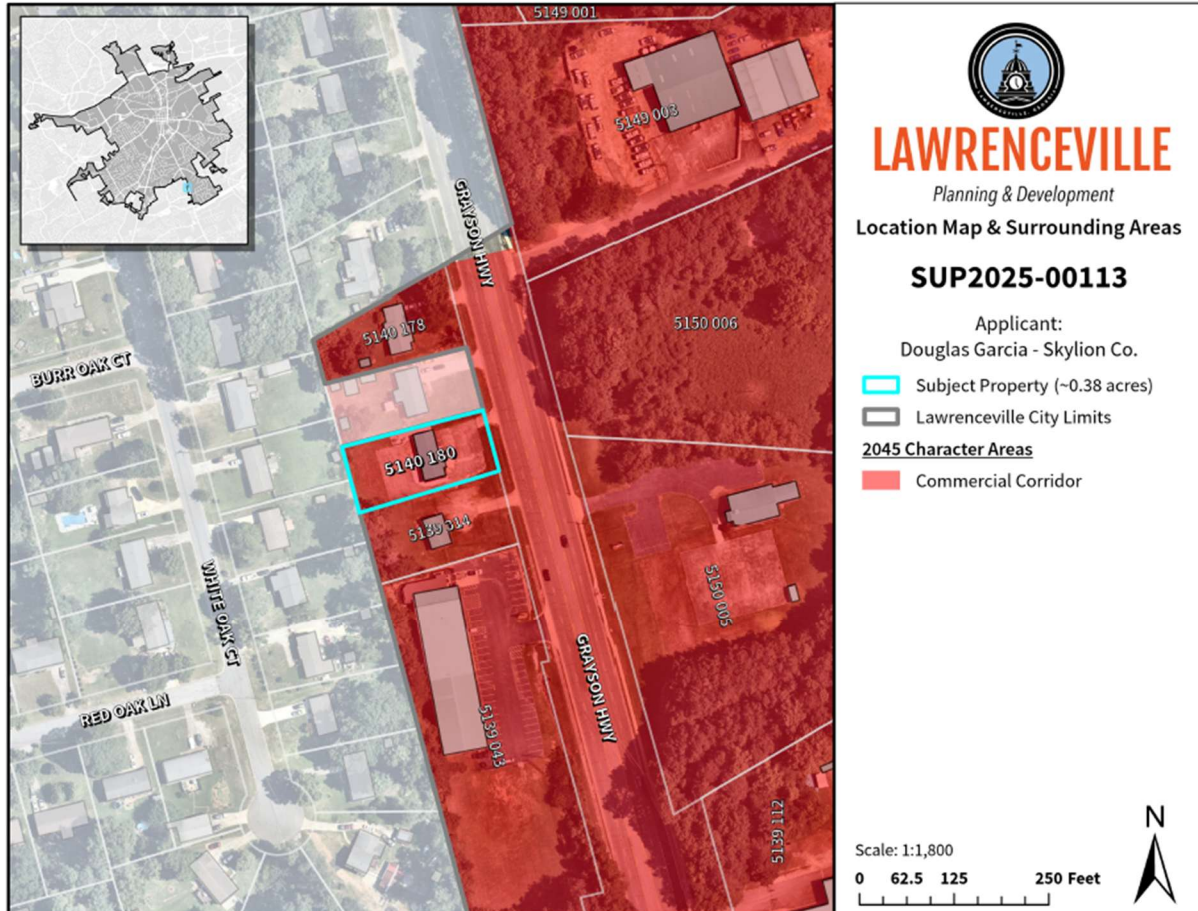 5149 001
5149 003
GRAYSON HWY
5140 178
5150 006
BURR OAK CT
5140 180
5139 014
WHITE OAK CT
5150 005
GRAYSON HWY
RED OAK LN
5139 043
5139 112
LAWRENCEVILLE, GEORGIA
LAWRENCEVILLE
Planning & Development
Location Map & Surrounding Areas
SUP2025-00113
Applicant:
Douglas Garcia - Skylion Co.
Subject Property (~0.38 acres)
Lawrenceville City Limits
2045 Character Areas
Commercial Corridor
N
Scale: 1:1,800
0 62.5 125 250 Feet